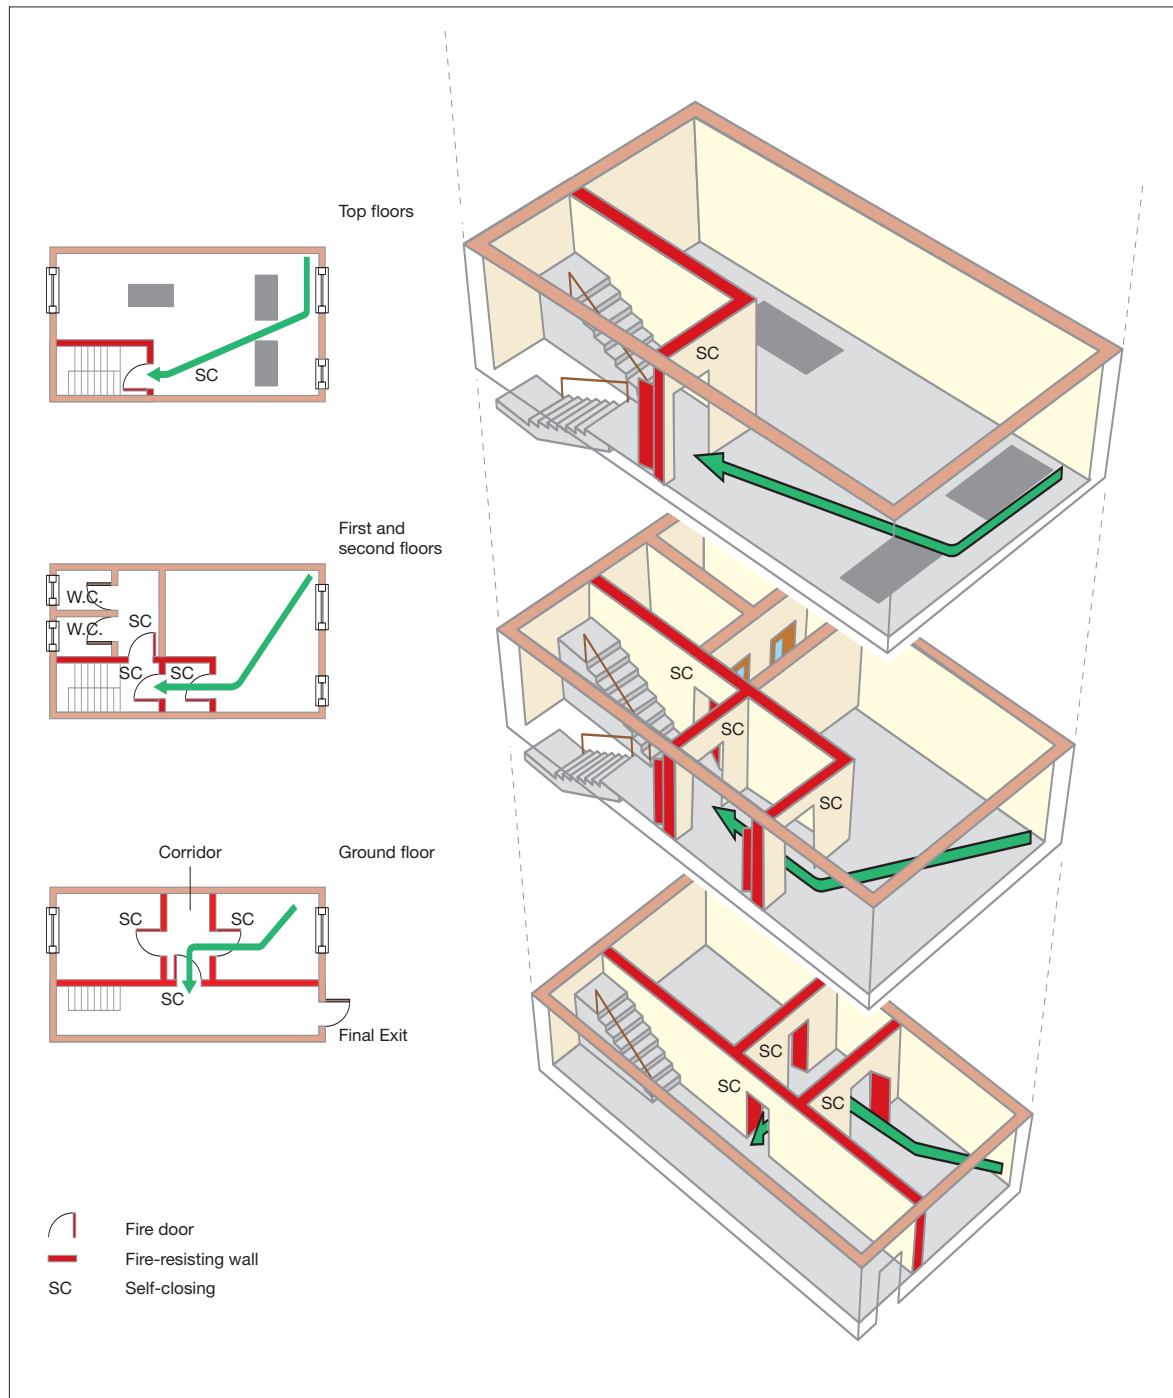 Top floors
SC
SC
First and
second floors
W.C.
W.C.
SC
SC
SC
SC
SC
SC
Corridor
Ground floor
SC
SC
SC
Final Exit
SC
SC
SC
Fire door
Fire-resisting wall
SC
Self-closing